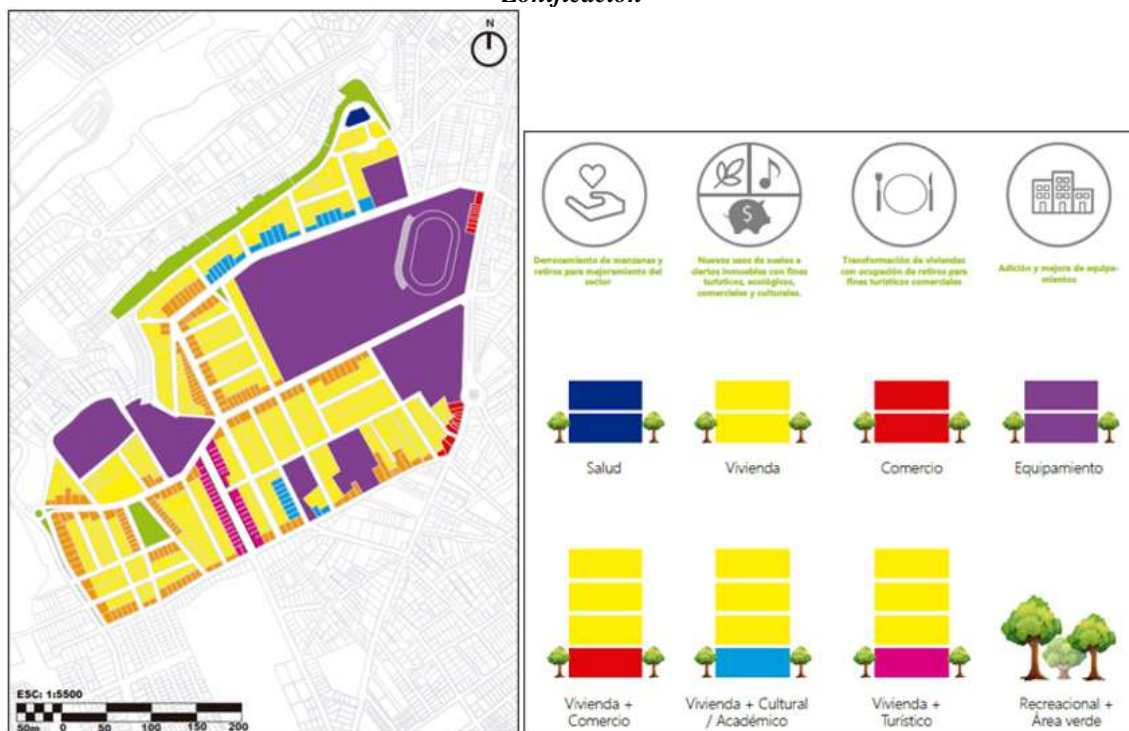 Zonificación
N
ESC: 1:5500
50m 0 50 100 150 200
Derrocamiento de manzanas y
retiros para mejoramiento del
sector
Nuevos usos de suelos a
ciertos inmuebles con fines
turísticos, ecológicos,
comerciales y culturales.
Transformación de viviendas
con ocupación de retiros para
fines turísticos comerciales
Adición y mejora de equipa-
mientos
$
Salud
Vivienda
Comercio
Equipamiento
Vivienda +
Comercio
Vivienda + Cultural
/ Académico
Vivienda +
Turístico
Recreacional +
Área verde